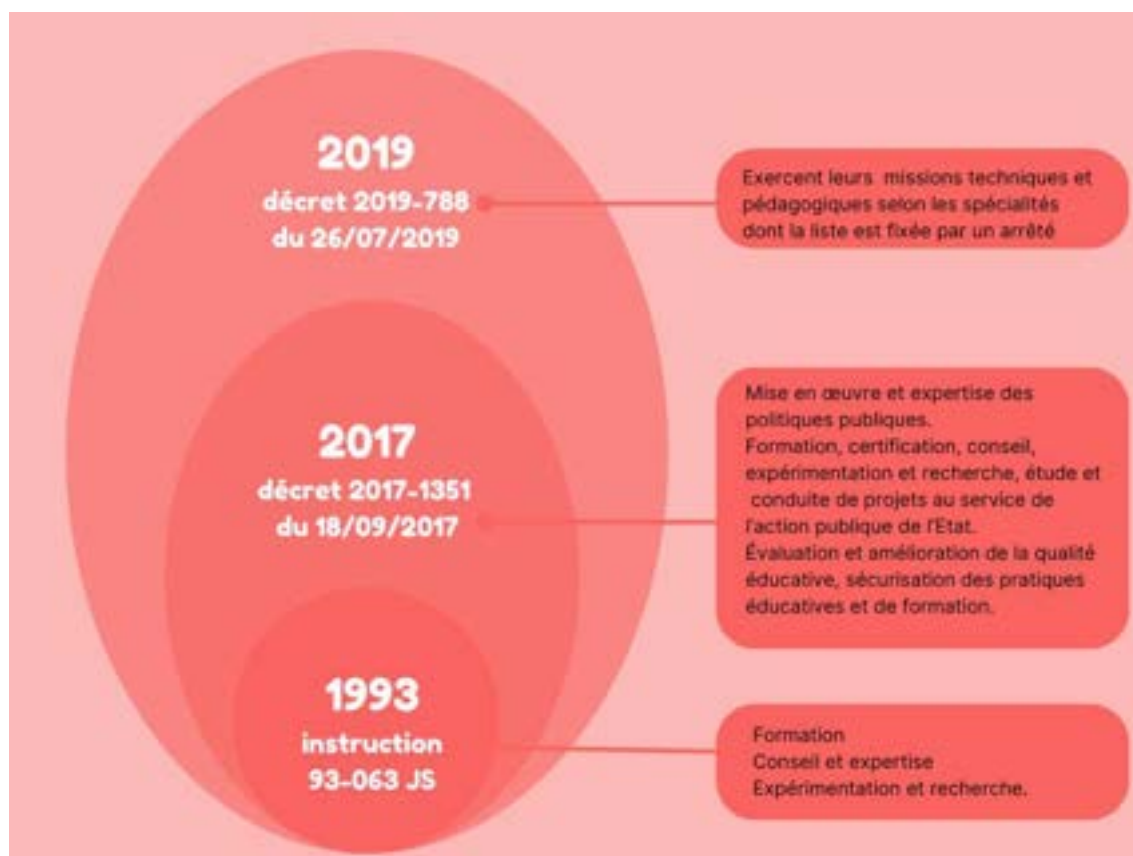 2019
décret 2019-788
du 26/07/2019
Exercent leurs missions techniques et
pédagogiques selon les spécialités
dont la liste est fixée par un arrêté
2017
décret 2017-1351
du 18/09/2017
Mise en œuvre et expertise des
politiques publiques.
Formation, certification, conseil,
expérimentation et recherche, étude et
conduite de projets au service de
l'action publique de l'Etat.
Évaluation et amélioration de la qualité
éducative, sécurisation des pratiques
éducatives et de formation.
1993
instruction
93-063 JS
Formation
Conseil et expertise
Expérimentation et recherche.